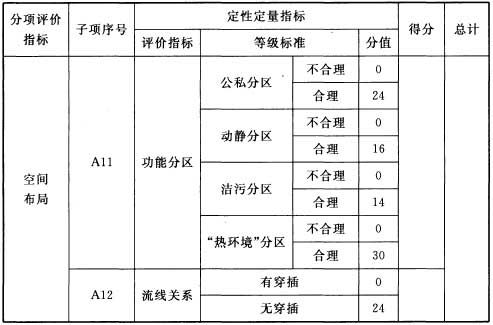 分项评价指标 子项序号 定性定量指标 得分 总计
评价指标 等级标准 分值
空间布局 A11 功能分区 公私分区 不合理 0
合理 24
动静分区 不合理 0
合理 16
洁污分区 不合理 0
合理 14
“热环境”分区 不合理 0
合理 30
A12 流线关系 有穿插 0
无穿插 24